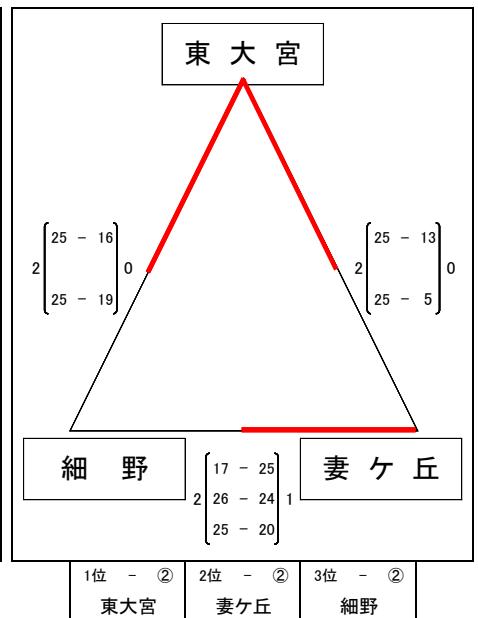 東大宮
2 25 - 16 0
25 - 19
2 25 - 13 0
25 - 5
細野
妻ケ丘
17 - 25
2 26 - 24 1
25 - 20
1位 - ② 2位 - ② 3位 - ②
東大宮 妻ケ丘 細野